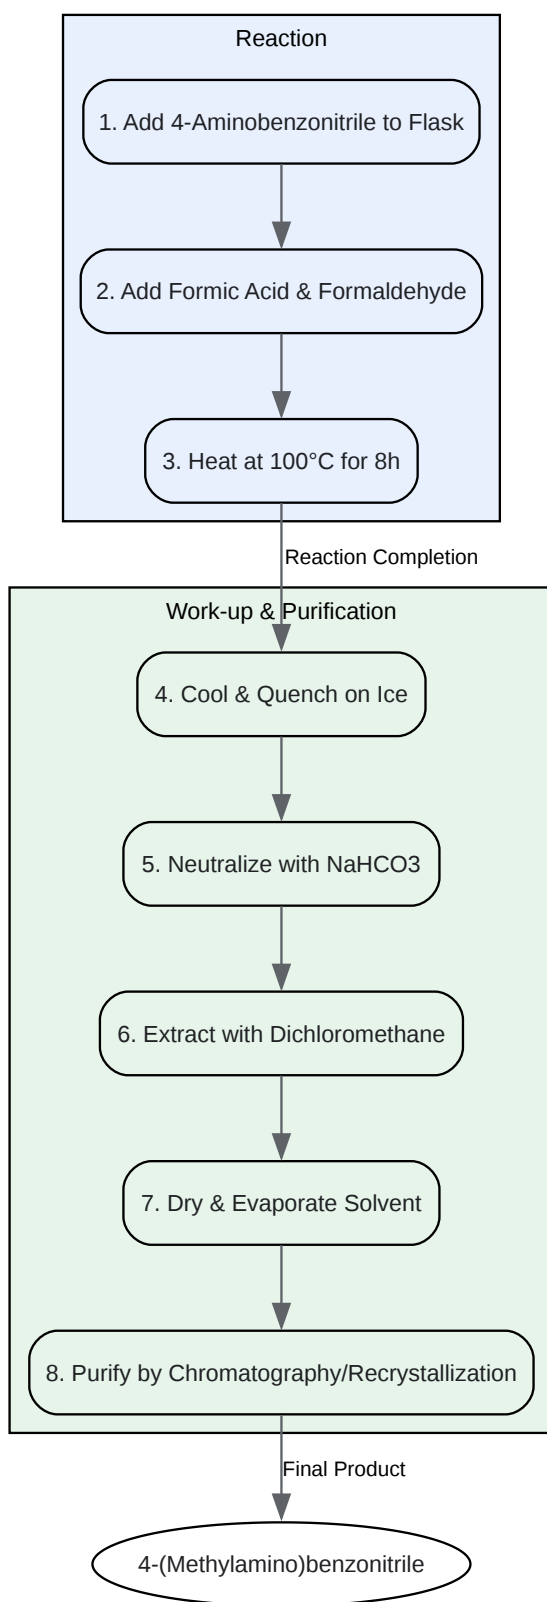 Reaction
1. Add 4-Aminobenzonitrile to Flask
2. Add Formic Acid & Formaldehyde
3. Heat at 100°C for 8h
Reaction Completion
Work-up & Purification
4. Cool & Quench on Ice
5. Neutralize with NaHCO3
6. Extract with Dichloromethane
7. Dry & Evaporate Solvent
8. Purify by Chromatography/Recrystallization
Final Product
4-(Methylamino)benzonitrile